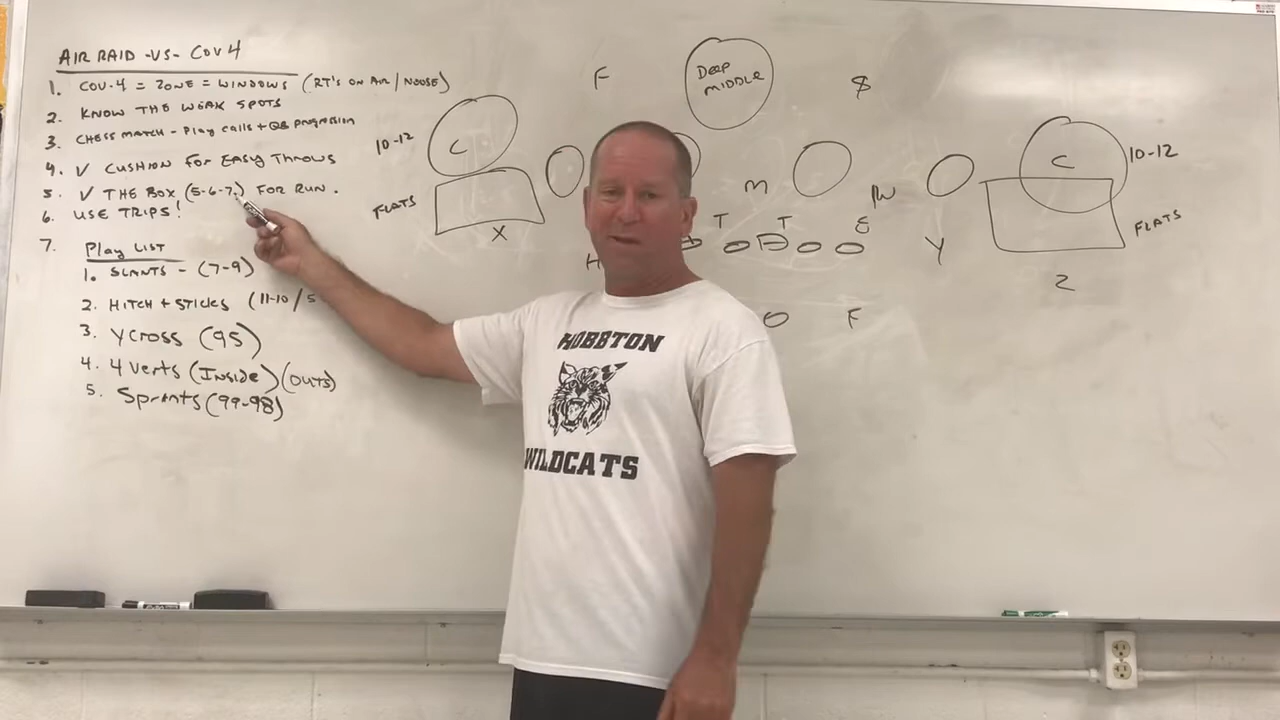 AIR RAID -VS- COV 4
1. COV-4 = ZONE = WINDOWS (RT'S ON AIR / NOOSE)
2. KNOW THE WEAK SPOTS
3. CHESS MATCH - Play calls + QB progression
4. ✓ CUSHION FOR EASY THROWS
5. ✓ THE BOX (5-6-7) FOR RUN.
6. USE TRIPS!
7. Play LIST
1. SLANTS - (7-9)
2. HITCH + STICKS (11-10 / 5
3. Y CROSS (95)
4. 4 Verts (INSIDE) (OUTS)
5. Sprints (99-98)
F
DEEP
MIDDLE
$
10-12
C
C
10-12
M
W
FLATS
T
T
E
FLATS
X
H
Y
Z
F
HOBBTON
WILDCATS